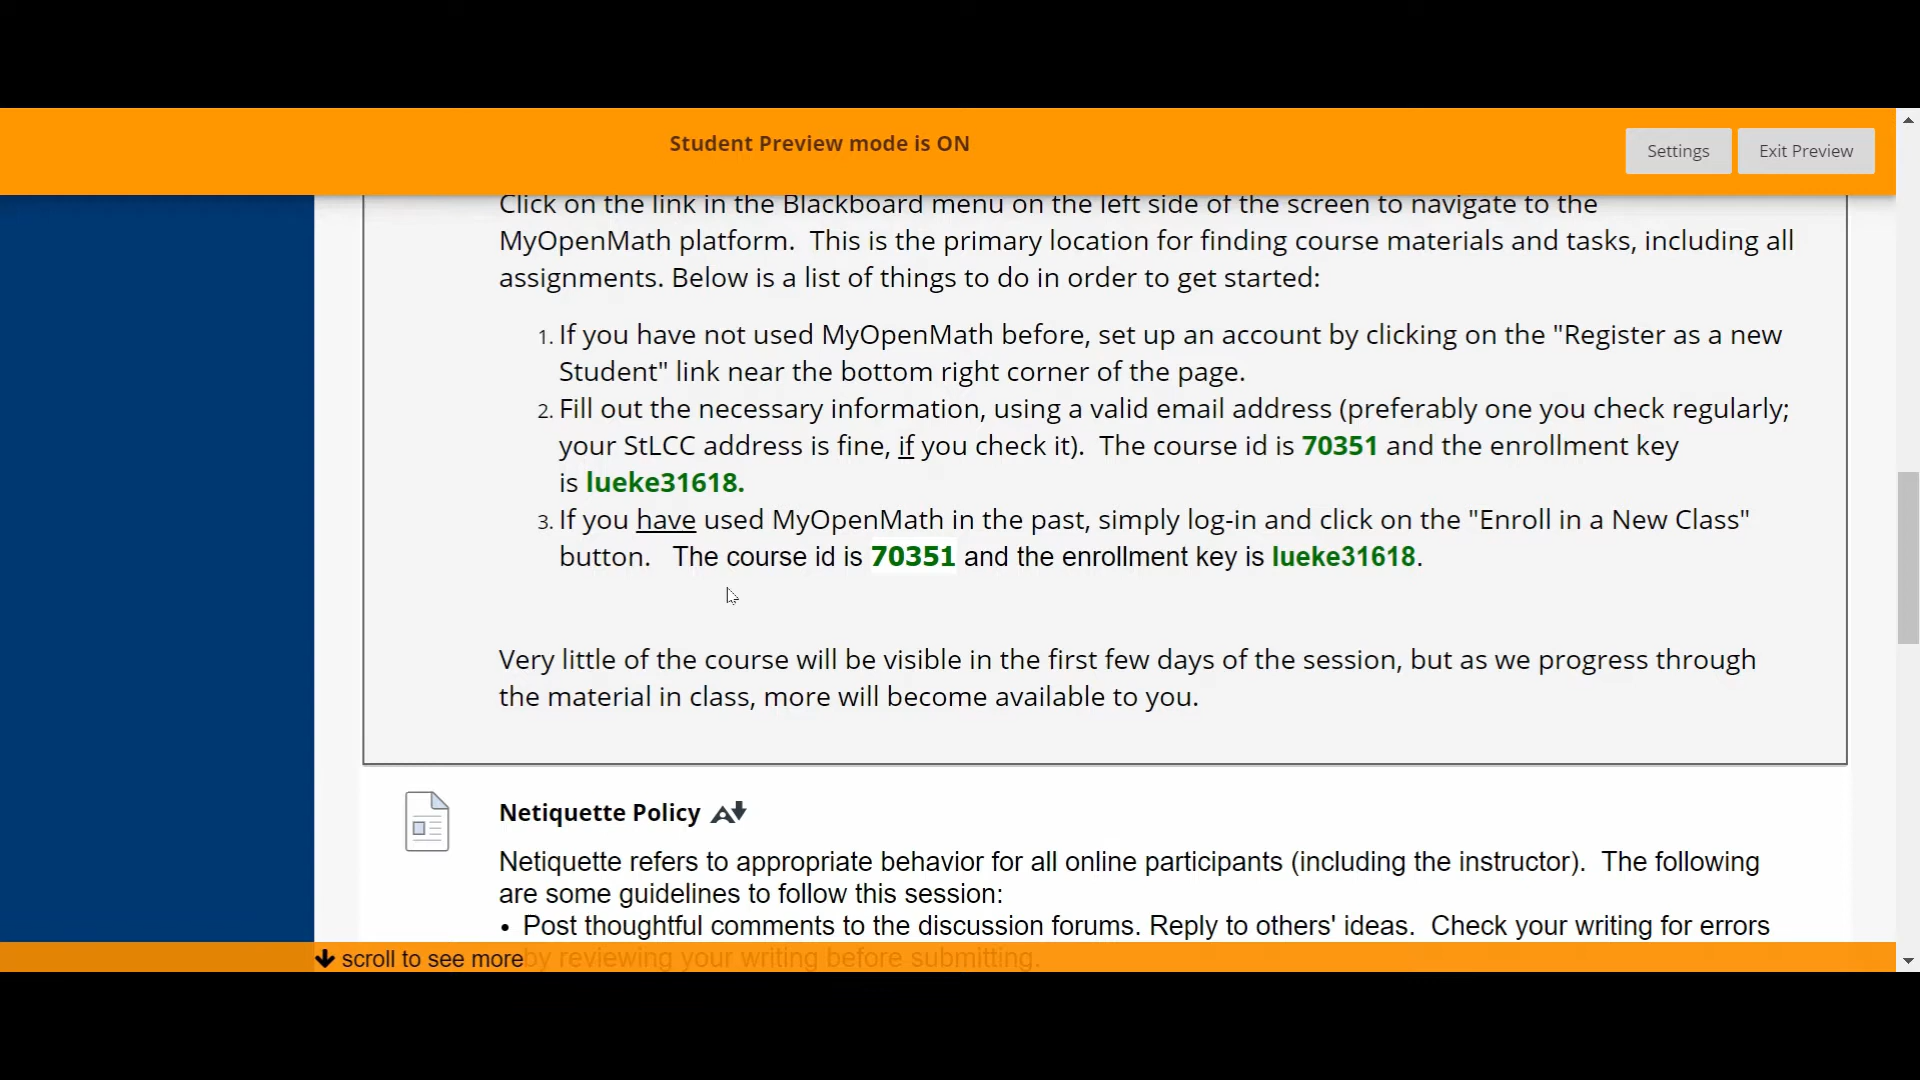 Student Preview mode is ON
Settings
Exit Preview
Click on the link in the Blackboard menu on the left side of the screen to navigate to the
MyOpenMath platform.  This is the primary location for finding course materials and tasks, including all
assignments. Below is a list of things to do in order to get started:
1. If you have not used MyOpenMath before, set up an account by clicking on the "Register as a new
Student" link near the bottom right corner of the page.
2. Fill out the necessary information, using a valid email address (preferably one you check regularly;
your StLCC address is fine, if you check it).  The course id is 70351 and the enrollment key
is lueke31618.
3. If you have used MyOpenMath in the past, simply log-in and click on the "Enroll in a New Class"
button.   The course id is 70351 and the enrollment key is lueke31618.
Very little of the course will be visible in the first few days of the session, but as we progress through
the material in class, more will become available to you.
Netiquette Policy
Netiquette refers to appropriate behavior for all online participants (including the instructor).  The following
are some guidelines to follow this session:
• Post thoughtful comments to the discussion forums. Reply to others' ideas.  Check your writing for errors
by reviewing your writing before submitting.
scroll to see more